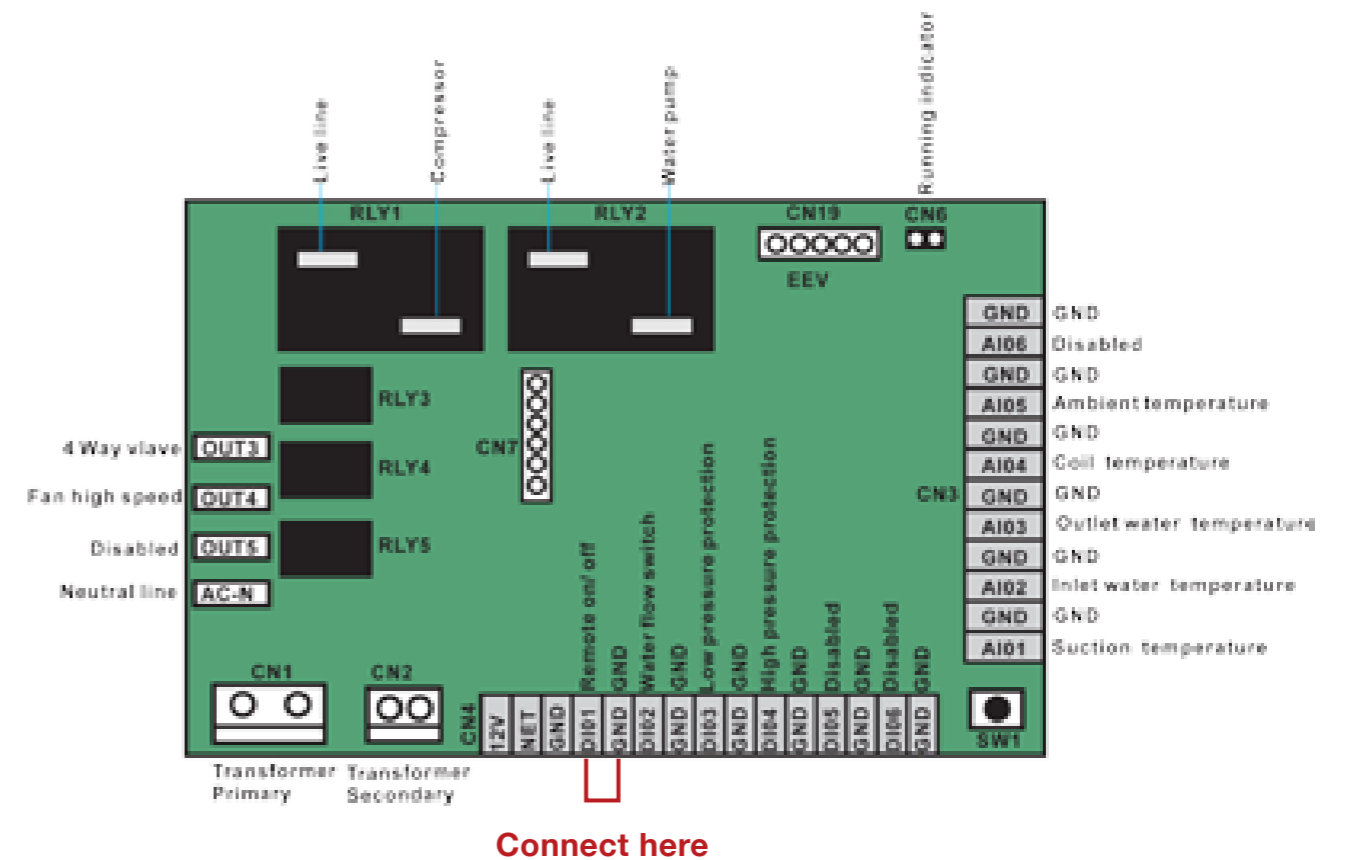 Live line
Compressor
Live line
Water pump
Running indicator
RLY1
RLY2
CN19
CN6
EEV
GND GND
AI06 Disabled
GND GND
AI05 Ambient temperature
GND GND
AI04 Coil temperature
CN3
GND GND
AI03 Outlet water temperature
GND GND
AI02 Inlet water temperature
GND GND
AI01 Suction temperature
RLY3
RLY4
RLY5
CN7
4 Way vlave OUT3
Fan high speed OUT4
Disabled OUT5
Neutral line AC-N
CN1
CN2
Transformer Primary
Transformer Secondary
CN4
12V
NET
GND
DI01 Remote on/ off
GND GND
DI02 Water flow switch
GND GND
DI03 Low pressure protection
GND GND
DI04 High pressure protection
GND GND
DI05 Disabled
GND GND
DI06 Disabled
GND GND
SW1
Connect here